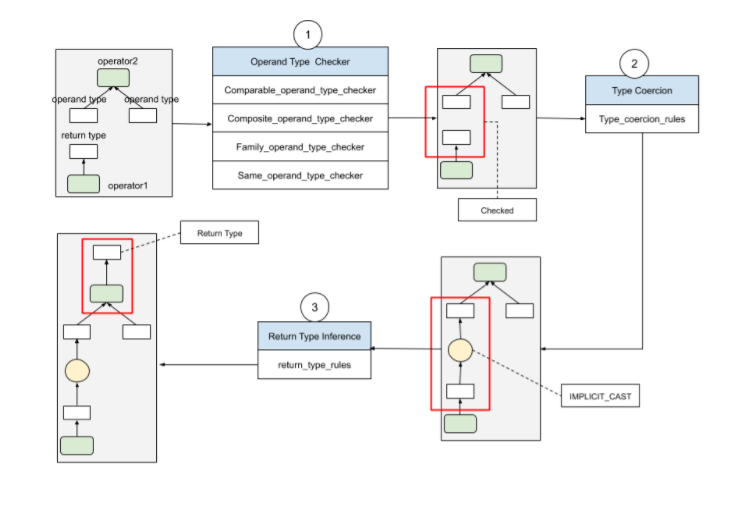 1
operator2
operand type
operand type
return type
operator1
Operand Type Checker
Comparable_operand_type_checker
Composite_operand_type_checker
Family_operand_type_checker
Same_operand_type_checker
Checked
2
Type Coercion
Type_coercion_rules
IMPLICIT_CAST
3
Return Type Inference
return_type_rules
Return Type